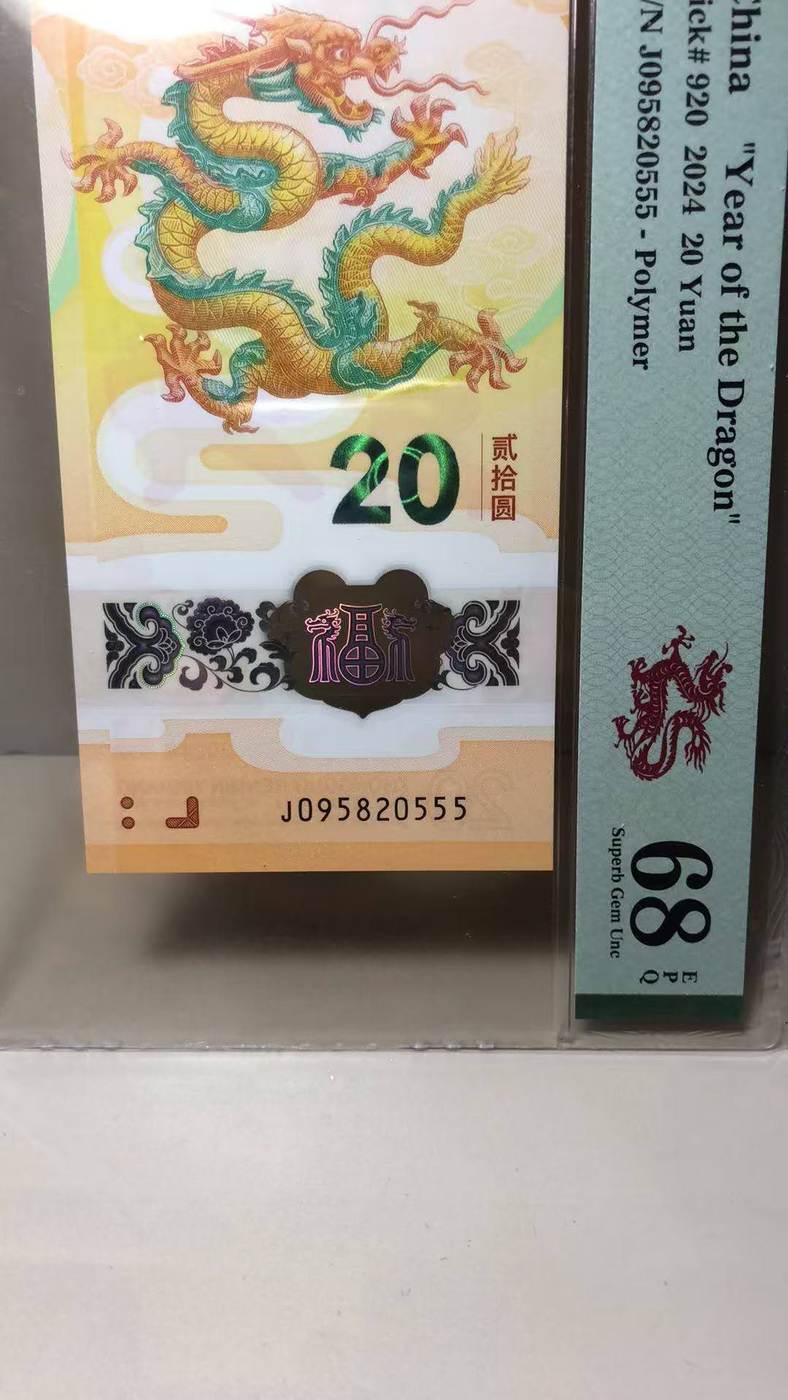 20
贰拾圆
福
J095820555
China "Year of the Dragon"
ick# 920 2024 20 Yuan
/N J095820555 - Polymer
68
EPQ
Superb Gem Unc